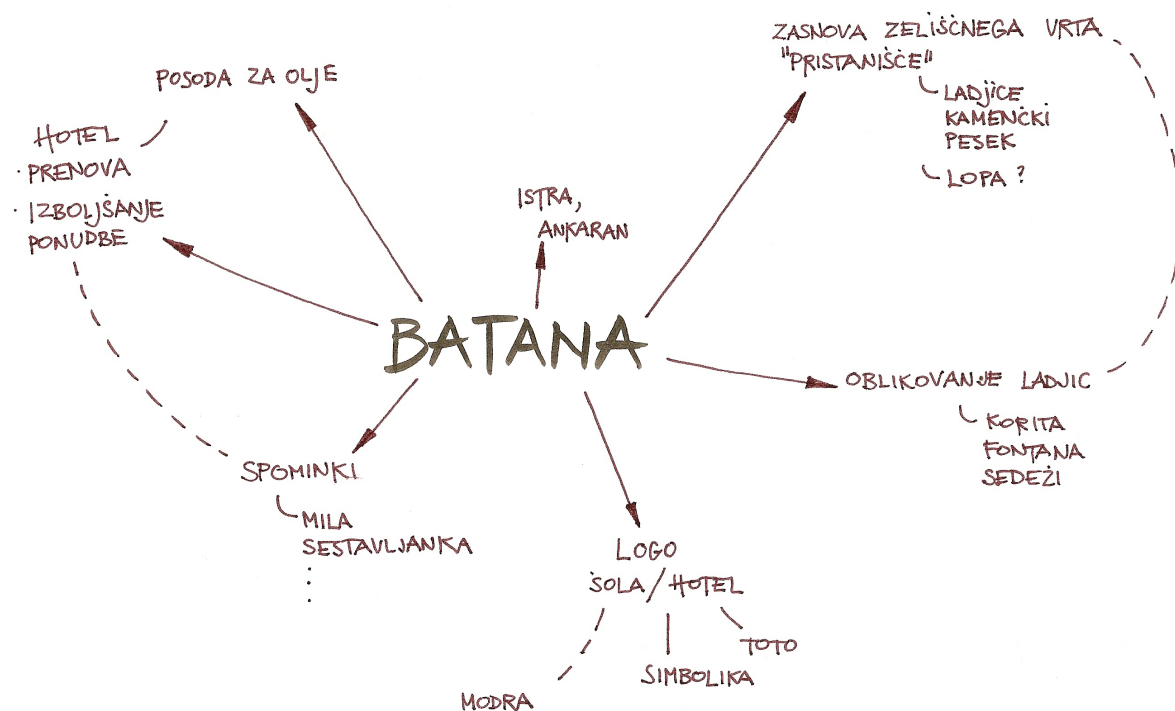 ZASNOVA ZELIŠČNEGA VRTA
"PRISTANIŠČE"
LADJICE
KAMENČKI
PESEK
LOPA ?
POSODA ZA OLJE
HOTEL
· PRENOVA
· IZBOLJŠANJE
PONUDBE
ISTRA,
ANKARAN
BATANA
OBLIKOVANJE LADJIC
KORITA
FONTANA
SEDEŽI
SPOMINKI
MILA
SESTAVLJANKA
⋮
LOGO
ŠOLA / HOTEL
TOTO
SIMBOLIKA
MODRA